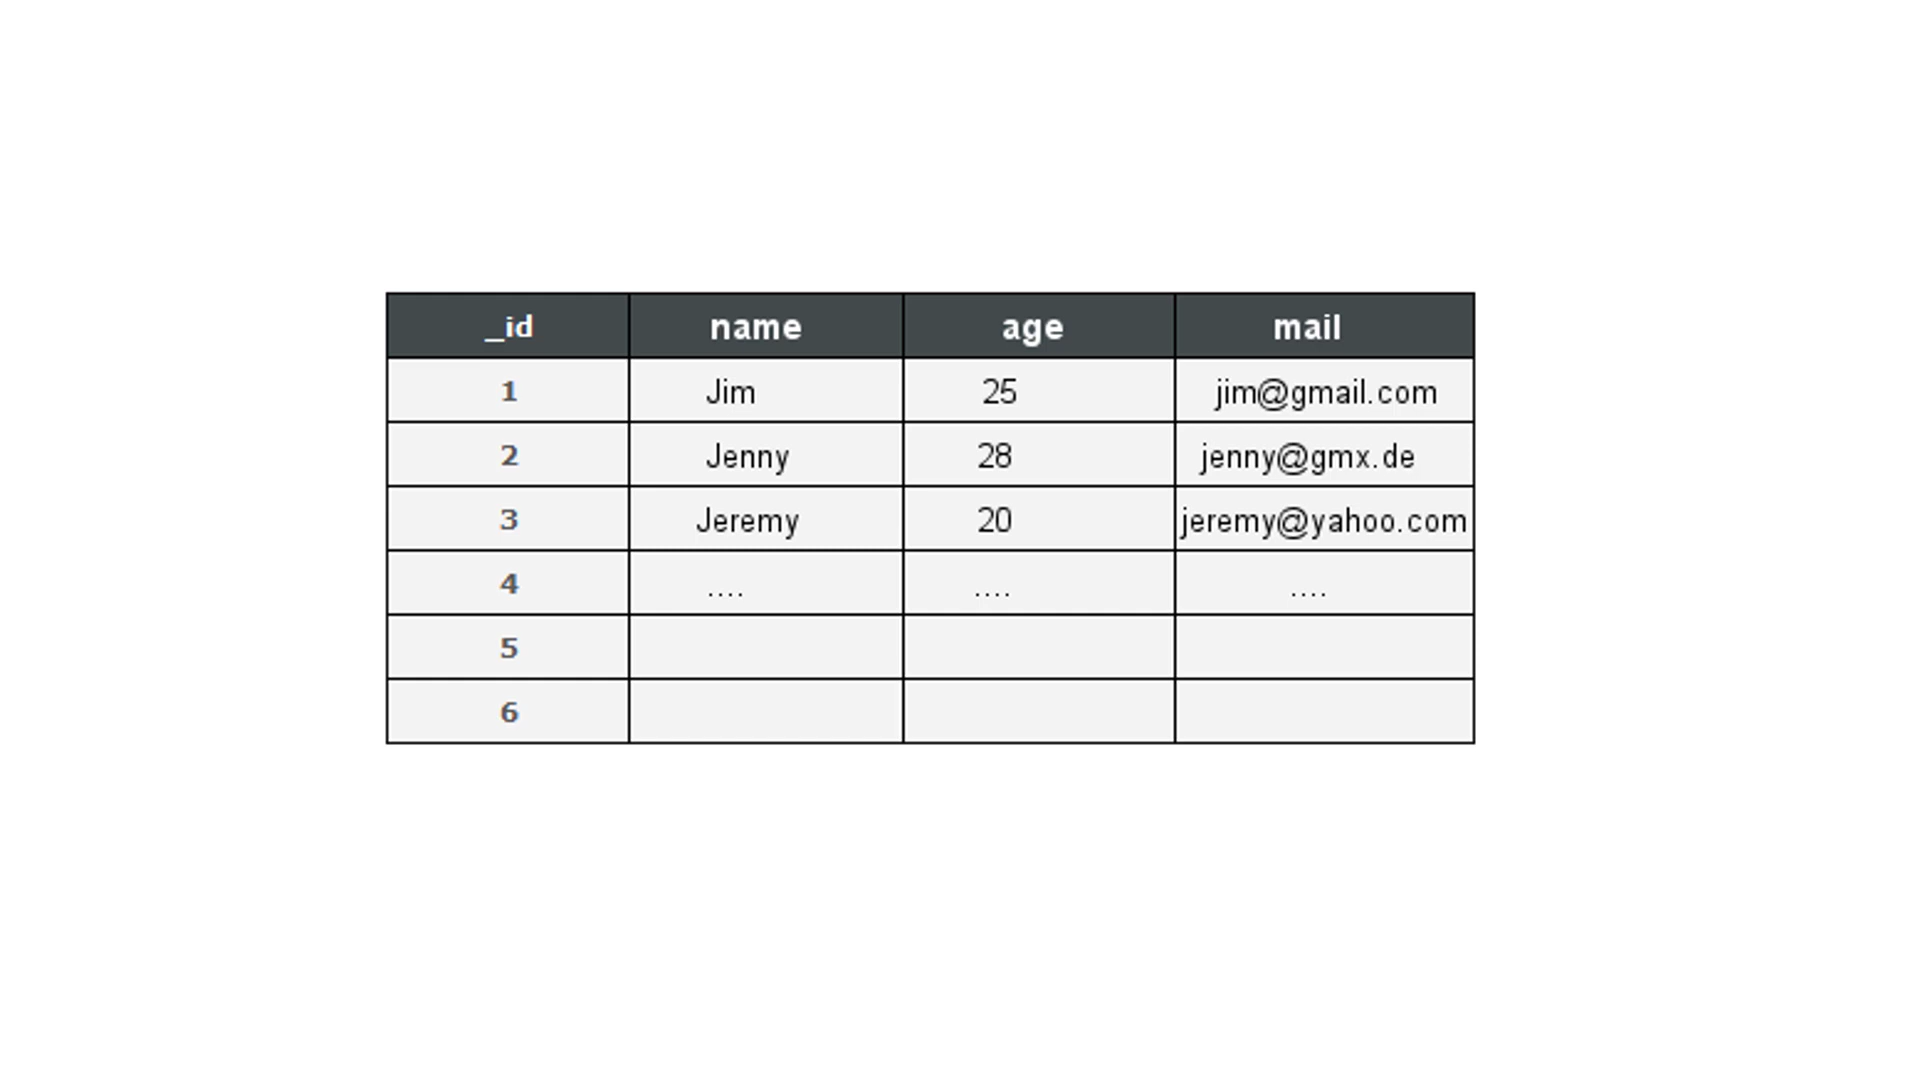 _id name age mail
1 Jim 25 jim@gmail.com
2 Jenny 28 jenny@gmx.de
3 Jeremy 20 jeremy@yahoo.com
4 .... .... ....
5
6